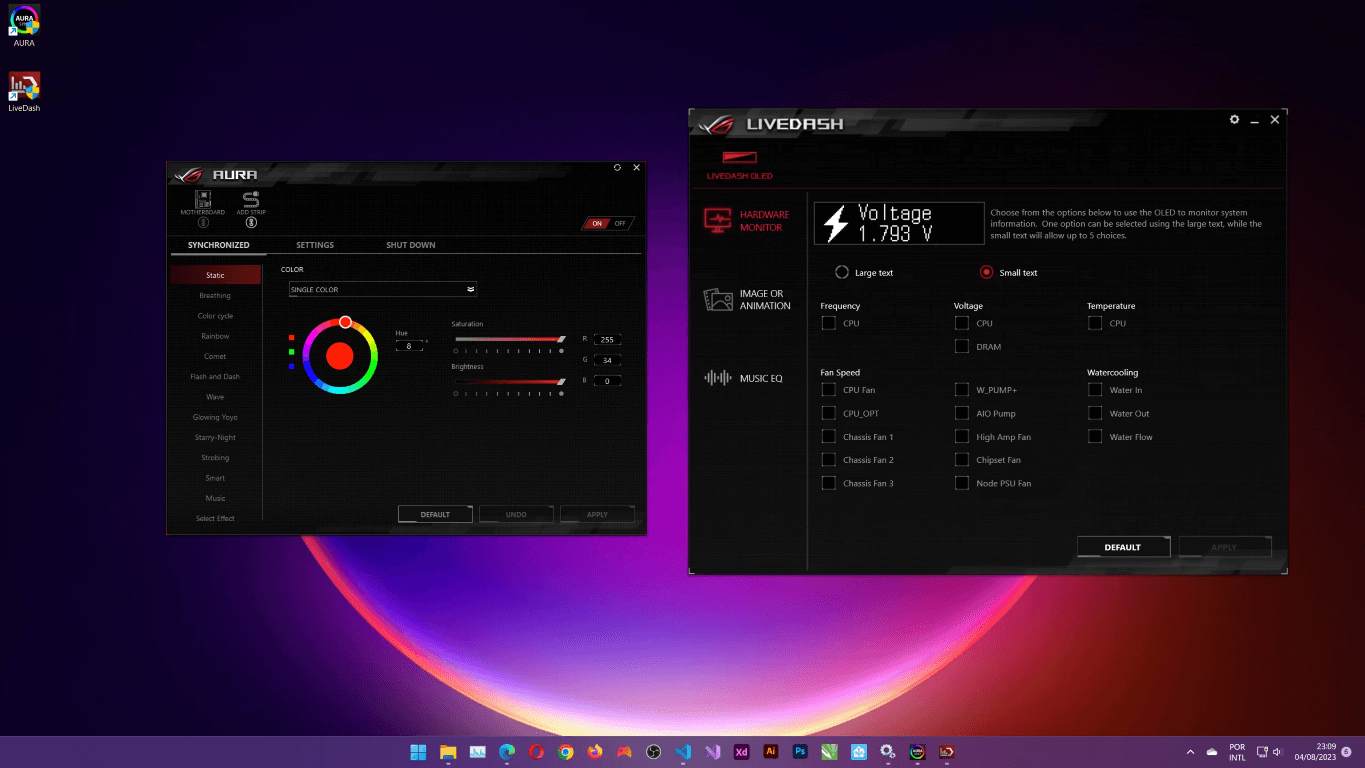 AURA
AURA
LiveDash
AURA
MOTHERBOARD
ADD STRIP
ON
OFF
SYNCHRONIZED
SETTINGS
SHUT DOWN
Static
Breathing
Color cycle
Rainbow
Comet
Flash and Dash
Wave
Glowing Yoyo
Starry-Night
Strobing
Smart
Music
Select Effect
COLOR
SINGLE COLOR
Hue
8
Saturation
Brightness
R
255
G
34
B
0
DEFAULT
UNDO
APPLY
LIVEDASH
LIVEDASH OLED
HARDWARE
MONITOR
IMAGE OR
ANIMATION
MUSIC EQ
Voltage
1.793 V
Choose from the options below to use the OLED to monitor system
information. One option can be selected using the large text, while the
small text will allow up to 5 choices.
Large text
Small text
Frequency
CPU
Voltage
CPU
DRAM
Temperature
CPU
Fan Speed
CPU Fan
CPU_OPT
Chassis Fan 1
Chassis Fan 2
Chassis Fan 3
W_PUMP+
AIO Pump
High Amp Fan
Chipset Fan
Node PSU Fan
Watercooling
Water In
Water Out
Water Flow
DEFAULT
APPLY
Xd
Ai
Ps
POR
INTL
23:09
04/08/2023
6